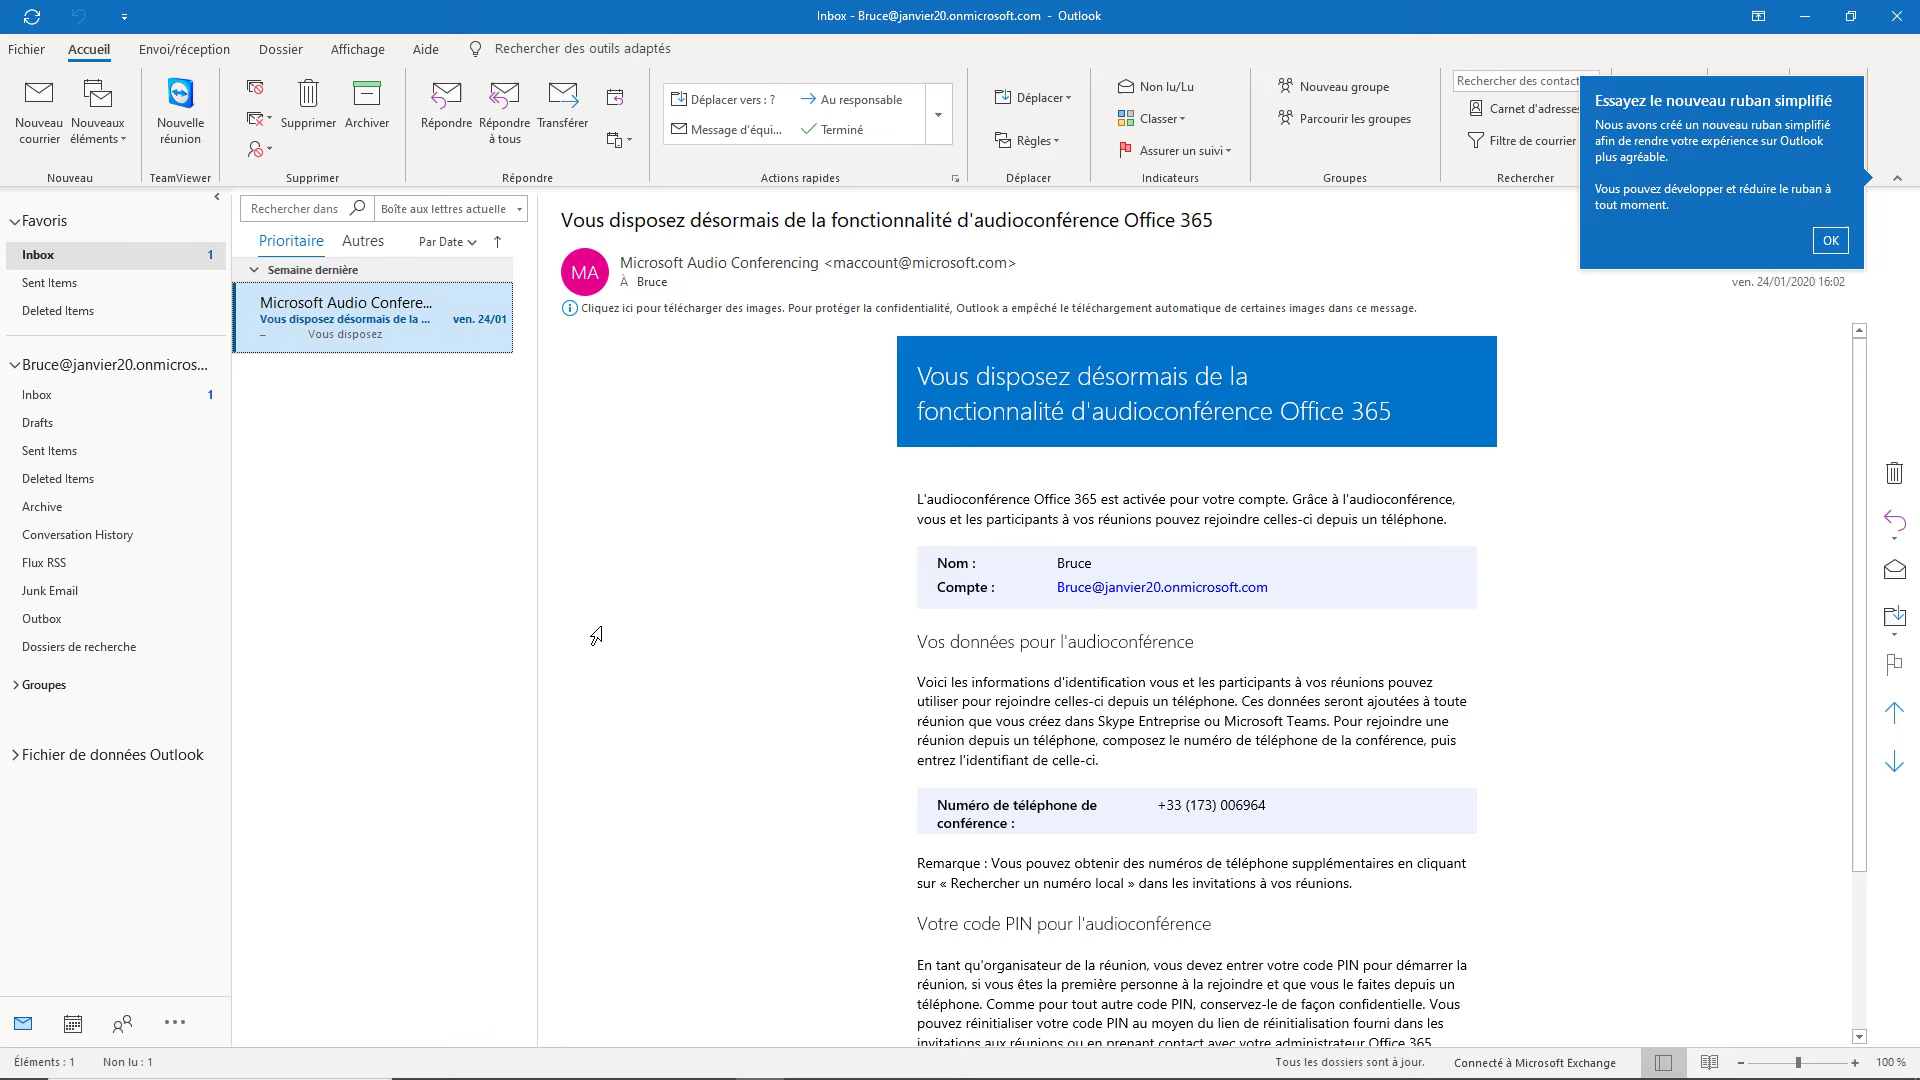 Inbox - Bruce@janvier20.onmicrosoft.com - Outlook
Fichier
Accueil
Envoi/réception
Dossier
Affichage
Aide
Rechercher des outils adaptés
Nouveau courrier
Nouveaux éléments
Nouveau
Nouvelle réunion
TeamViewer
Supprimer
Archiver
Supprimer
Répondre
Répondre à tous
Transférer
Répondre
Déplacer vers : ?
Au responsable
Message d'équi...
Terminé
Actions rapides
Déplacer
Règles
Déplacer
Non lu/Lu
Classer
Assurer un suivi
Indicateurs
Nouveau groupe
Parcourir les groupes
Groupes
Rechercher des contact
Carnet d'adresse
Filtre de courrier
Rechercher
Essayez le nouveau ruban simplifié
Nous avons créé un nouveau ruban simplifié
afin de rendre votre expérience sur Outlook
plus agréable.
Vous pouvez développer et réduire le ruban à
tout moment.
OK
Favoris
Inbox 1
Sent Items
Deleted Items
Bruce@janvier20.onmicros...
Inbox 1
Drafts
Sent Items
Deleted Items
Archive
Conversation History
Flux RSS
Junk Email
Outbox
Dossiers de recherche
Groupes
Fichier de données Outlook
Rechercher dans
Boîte aux lettres actuelle
Prioritaire
Autres
Par Date
Semaine dernière
Microsoft Audio Confere...
Vous disposez désormais de la ... ven. 24/01
– Vous disposez
Vous disposez désormais de la fonctionnalité d'audioconférence Office 365
MA
Microsoft Audio Conferencing <maccount@microsoft.com>
À Bruce
ven. 24/01/2020 16:02
Cliquez ici pour télécharger des images. Pour protéger la confidentialité, Outlook a empêché le téléchargement automatique de certaines images dans ce message.
Vous disposez désormais de la
fonctionnalité d'audioconférence Office 365
L'audioconférence Office 365 est activée pour votre compte. Grâce à l'audioconférence,
vous et les participants à vos réunions pouvez rejoindre celles-ci depuis un téléphone.
Nom : Bruce
Compte : Bruce@janvier20.onmicrosoft.com
Vos données pour l'audioconférence
Voici les informations d'identification vous et les participants à vos réunions pouvez
utiliser pour rejoindre celles-ci depuis un téléphone. Ces données seront ajoutées à toute
réunion que vous créez dans Skype Entreprise ou Microsoft Teams. Pour rejoindre une
réunion depuis un téléphone, composez le numéro de téléphone de la conférence, puis
entrez l'identifiant de celle-ci.
Numéro de téléphone de +33 (173) 006964
conférence :
Remarque : Vous pouvez obtenir des numéros de téléphone supplémentaires en cliquant
sur « Rechercher un numéro local » dans les invitations à vos réunions.
Votre code PIN pour l'audioconférence
En tant qu'organisateur de la réunion, vous devez entrer votre code PIN pour démarrer la
réunion, si vous êtes la première personne à la rejoindre et que vous le faites depuis un
téléphone. Comme pour tout autre code PIN, conservez-le de façon confidentielle. Vous
pouvez réinitialiser votre code PIN au moyen du lien de réinitialisation fourni dans les
invitations aux réunions ou en prenant contact avec votre administrateur Office 365.
Éléments : 1
Non lu : 1
Tous les dossiers sont à jour.
Connecté à Microsoft Exchange
100 %